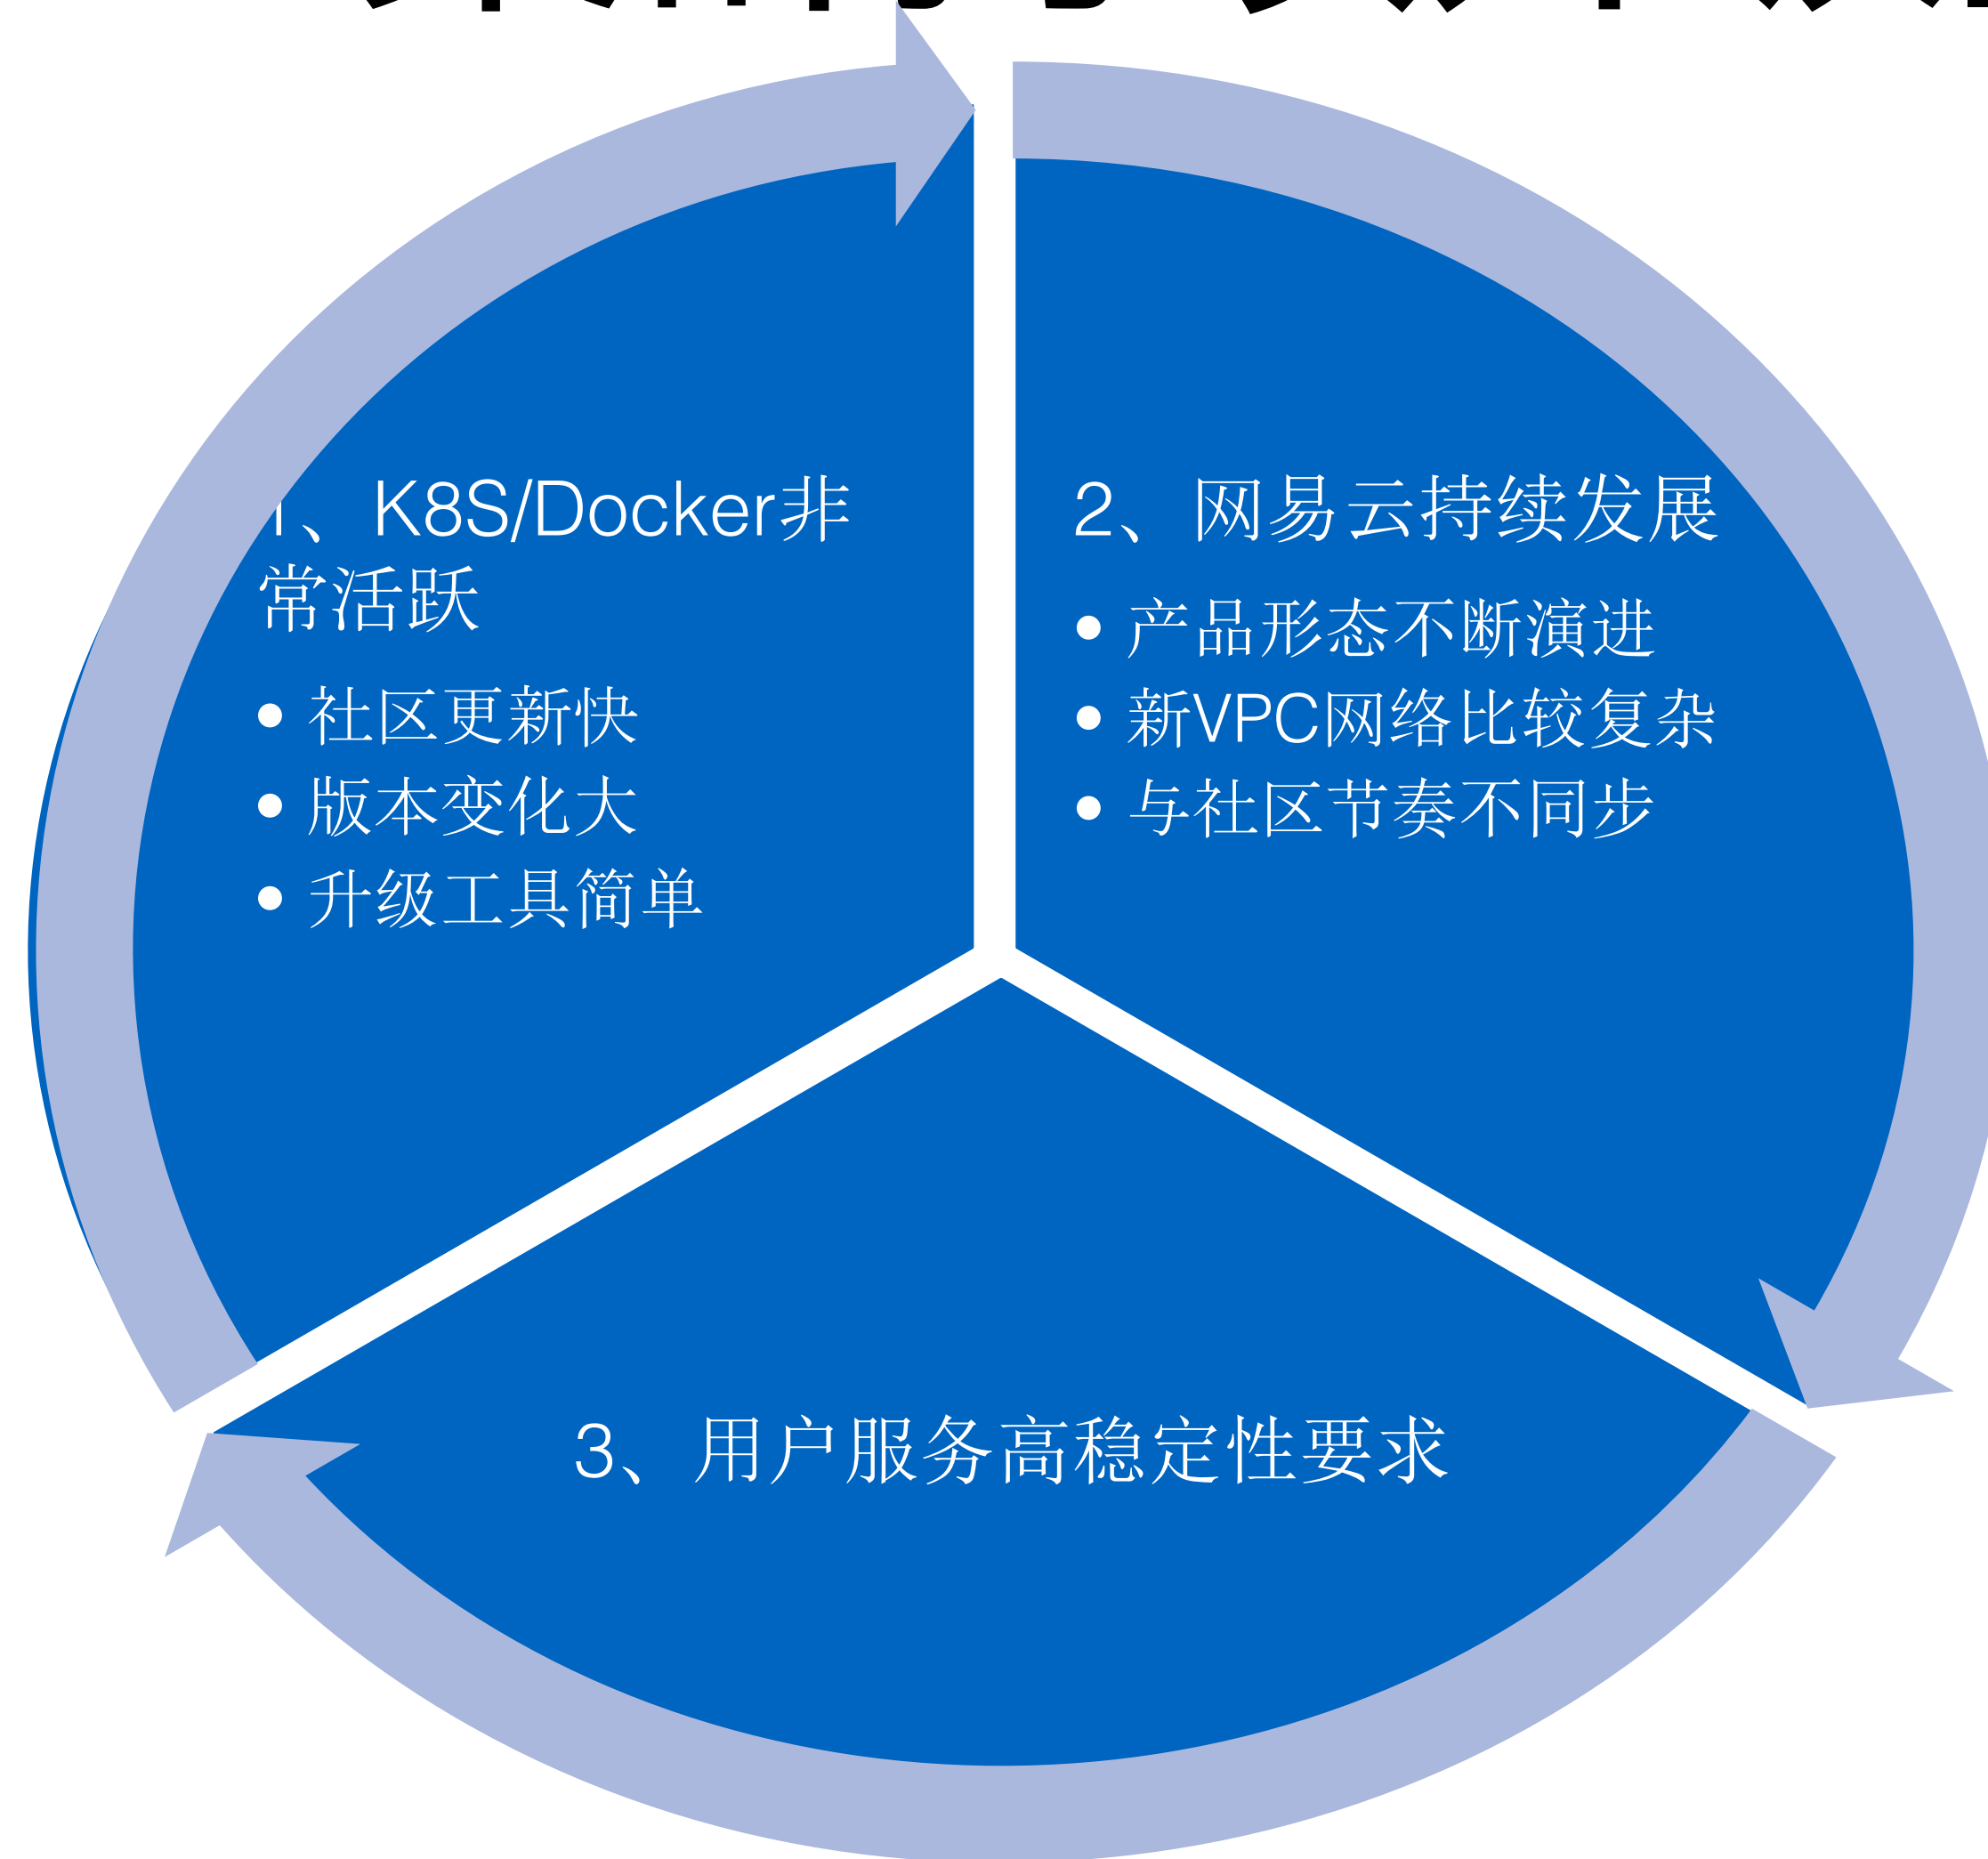 1、 K8S/Docker非
常活跃
● 社区更新快
● 版本变化大
● 升级工具简单
2、网易云持续发展
● 产品形态不断演进
● 新VPC网络比较复杂
● 与社区节奏不同步
3、用户服务高稳定性要求